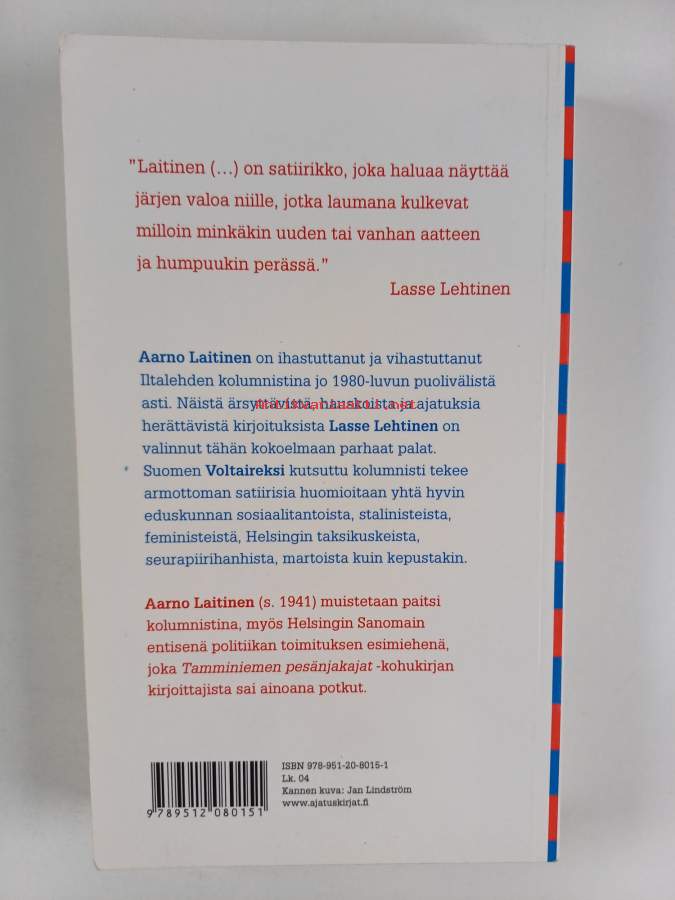 "Laitinen (...) on satiirikko, joka haluaa näyttää
järjen valoa niille, jotka laumana kulkevat
milloin minkäkin uuden tai vanhan aatteen
ja humpuukin perässä."
Lasse Lehtinen
Aarno Laitinen on ihastuttanut ja vihastuttanut
Iltalehden kolumnistina jo 1980-luvun puolivälistä
asti. Näistä ärsyttävistä, hauskoista ja ajatuksia
herättävistä kirjoituksista Lasse Lehtinen on
valinnut tähän kokoelmaan parhaat palat.
Suomen Voltaireksi kutsuttu kolumnisti tekee
armottoman satiirisia huomioitaan yhtä hyvin
eduskunnan sosiaalitantoista, stalinisteista,
feministeistä, Helsingin taksikuskeista,
seurapiirihanhista, martoista kuin kepustakin.
Aarno Laitinen (s. 1941) muistetaan paitsi
kolumnistina, myös Helsingin Sanomain
entisenä politiikan toimituksen esimiehenä,
joka Tamminiemen pesänjakajat -kohukirjan
kirjoittajista sai ainoana potkut.
ISBN 978-951-20-8015-1
Lk. 04
Kannen kuva: Jan Lindström
www.ajatuskirjat.fi
9 789512 080151